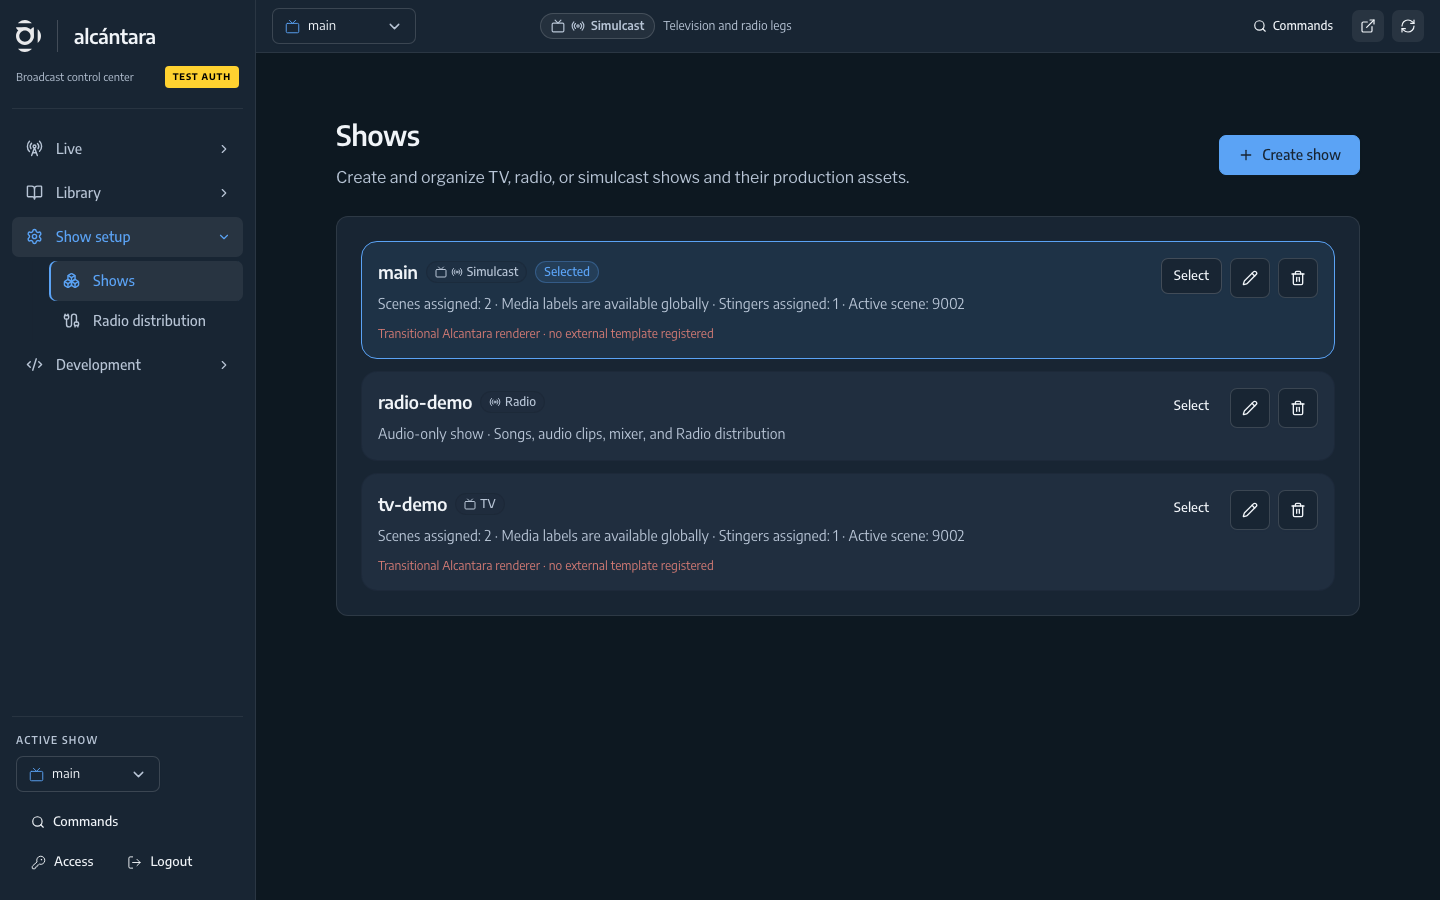 alcántara
Broadcast control center
TEST AUTH
Live
Library
Show setup
Shows
Radio distribution
Development
ACTIVE SHOW
main
Commands
Access
Logout
main
Simulcast
Television and radio legs
Commands
Shows
Create and organize TV, radio, or simulcast shows and their production assets.
Create show
main
Simulcast
Selected
Select
Scenes assigned: 2 · Media labels are available globally · Stingers assigned: 1 · Active scene: 9002
Transitional Alcantara renderer · no external template registered
radio-demo
Radio
Select
Audio-only show · Songs, audio clips, mixer, and Radio distribution
tv-demo
TV
Select
Scenes assigned: 2 · Media labels are available globally · Stingers assigned: 1 · Active scene: 9002
Transitional Alcantara renderer · no external template registered